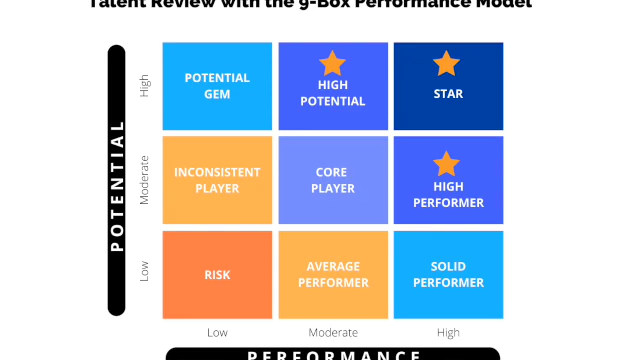 Talent Review with the 9-Box Performance Model
POTENTIAL
High
POTENTIAL
GEM
HIGH
POTENTIAL
STAR
Moderate
INCONSISTENT
PLAYER
CORE
PLAYER
HIGH
PERFORMER
Low
RISK
AVERAGE
PERFORMER
SOLID
PERFORMER
Low
Moderate
High
PERFORMANCE